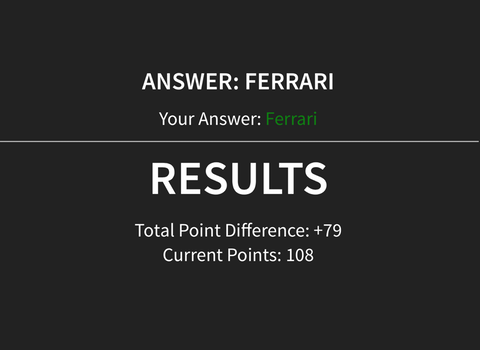 ANSWER: FERRARI
Your Answer: Ferrari
RESULTS
Total Point Difference: +79
Current Points: 108